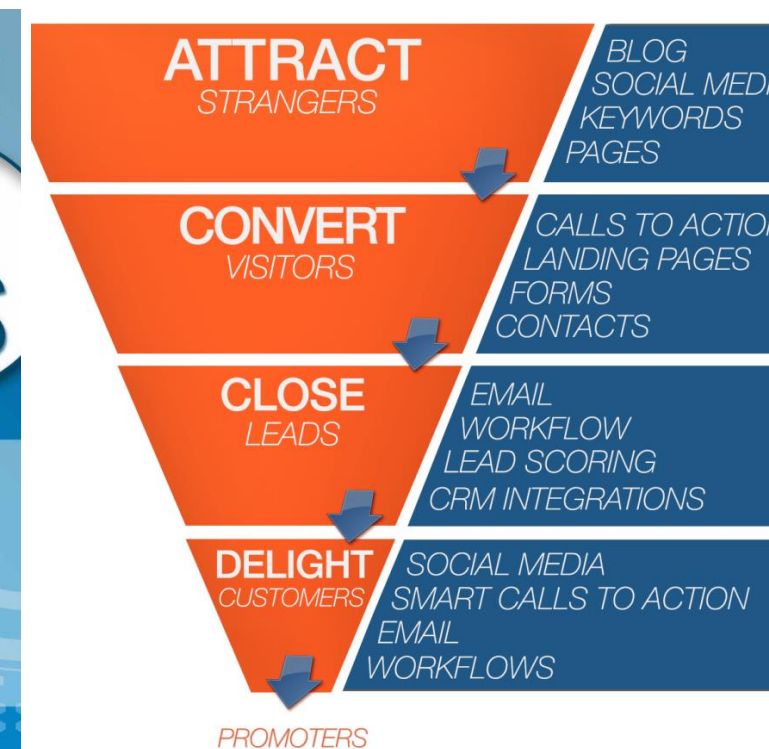 ATTRACT
STRANGERS
BLOG
SOCIAL MEDI
KEYWORDS
PAGES
CONVERT
VISITORS
CALLS TO ACTION
LANDING PAGES
FORMS
CONTACTS
CLOSE
LEADS
EMAIL
WORKFLOW
LEAD SCORING
CRM INTEGRATIONS
DELIGHT
CUSTOMERS
SOCIAL MEDIA
SMART CALLS TO ACTION
EMAIL
WORKFLOWS
PROMOTERS